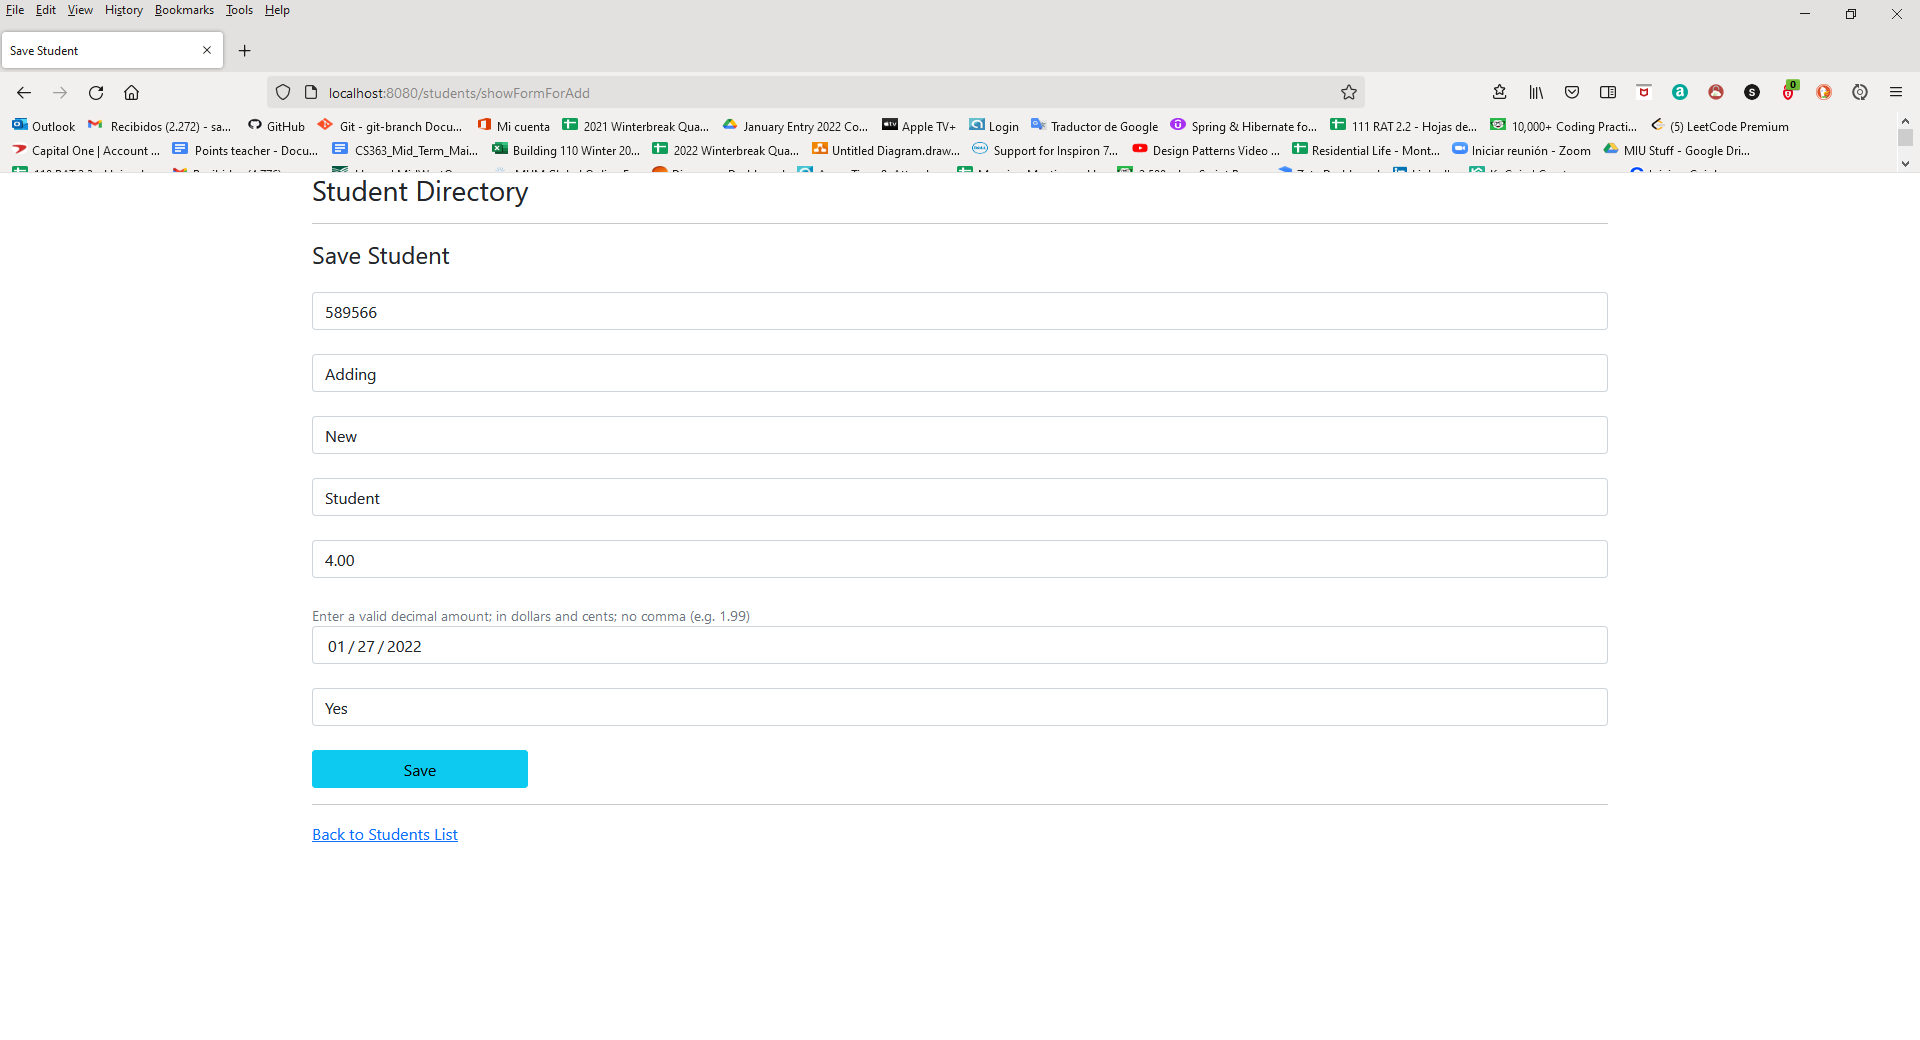 File Edit View History Bookmarks Tools Help
Save Student
localhost:8080/students/showFormForAdd
0
Outlook Recibidos (2.272) - sa... GitHub Git - git-branch Docu... Mi cuenta 2021 Winterbreak Qua... January Entry 2022 Co... Apple TV+ Login Traductor de Google Spring & Hibernate fo... 111 RAT 2.2 - Hojas de... 10,000+ Coding Practi... (5) LeetCode Premium
Capital One | Account ... Points teacher - Docu... CS363_Mid_Term_Mai... Building 110 Winter 20... 2022 Winterbreak Qua... Untitled Diagram.draw... Support for Inspiron 7... Design Patterns Video ... Residential Life - Mont... Iniciar reunión - Zoom MIU Stuff - Google Dri...
Student Directory
Save Student
589566
Adding
New
Student
4.00
Enter a valid decimal amount; in dollars and cents; no comma (e.g. 1.99)
01 / 27 / 2022
Yes
Save
Back to Students List